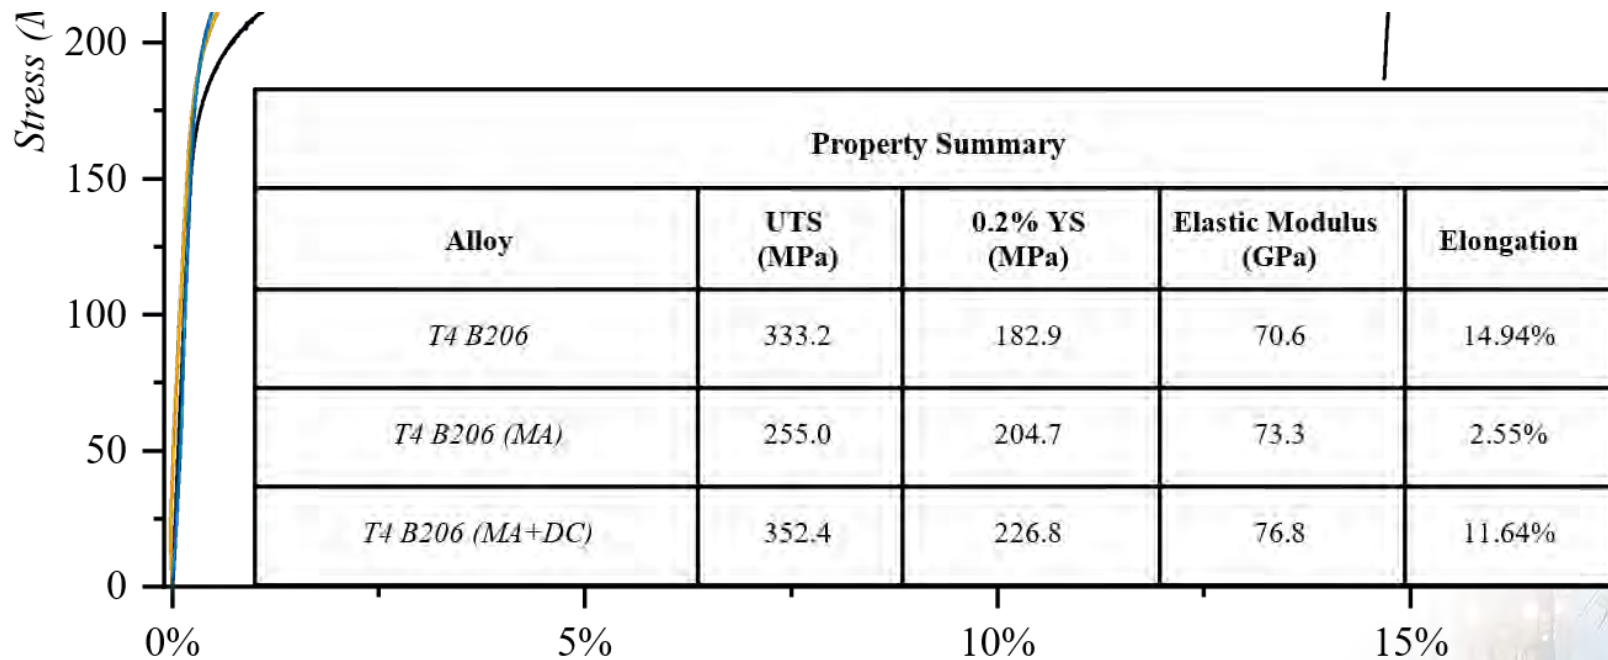 Stress
200
150
100
50
0
Property Summary
Alloy UTS (MPa) 0.2% YS (MPa) Elastic Modulus (GPa) Elongation
T4 B206 333.2 182.9 70.6 14.94%
T4 B206 (MA) 255.0 204.7 73.3 2.55%
T4 B206 (MA+DC) 352.4 226.8 76.8 11.64%
0% 5% 10% 15%